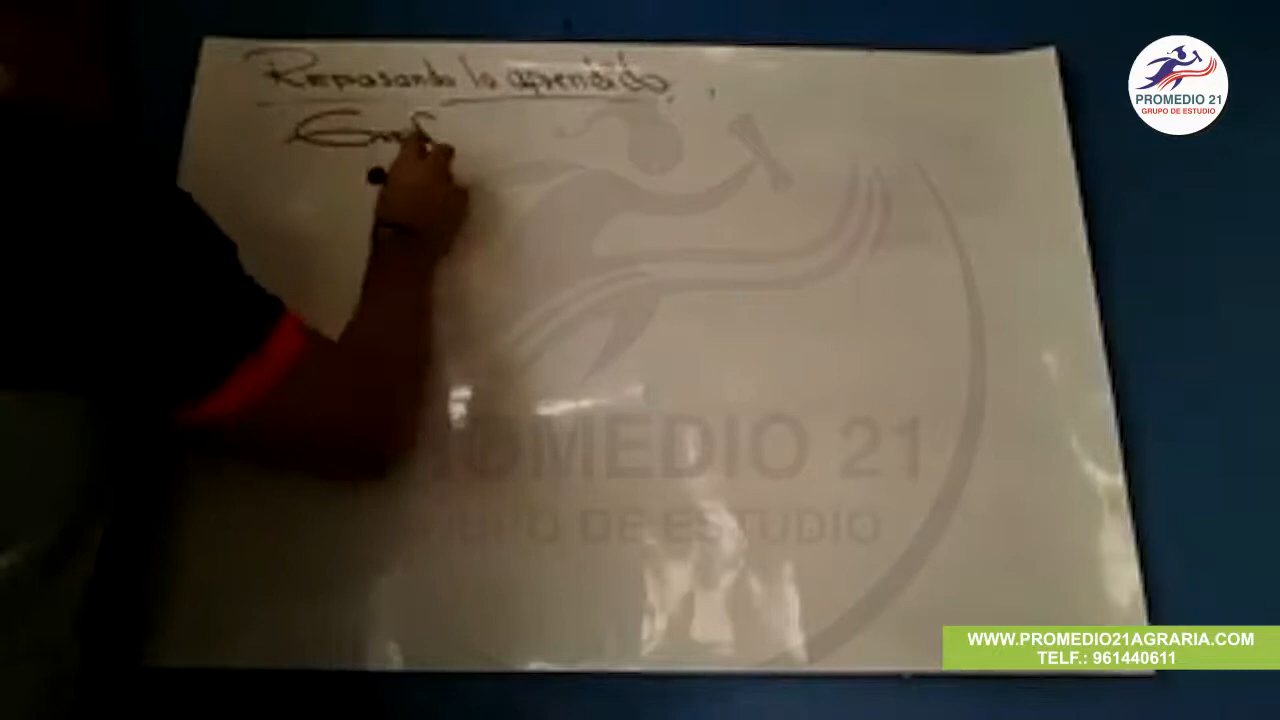 Repasando lo aprendido.
PROMEDIO 21
GRUPO DE ESTUDIO
PROMEDIO 21
GRUPO DE ESTUDIO
WWW.PROMEDIO21AGRARIA.COM
TELF.: 961440611